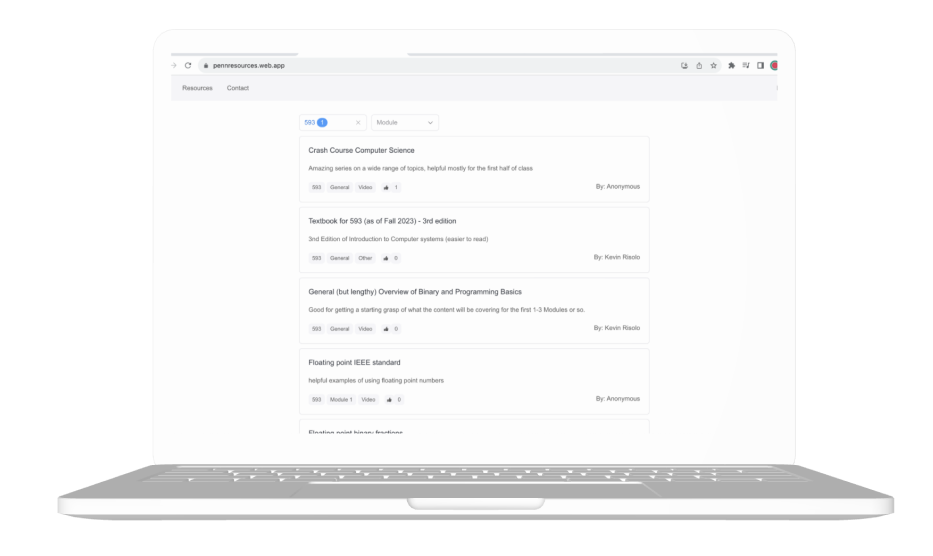 pennresources.web.app
Resources Contact
593 1 × Module
Crash Course Computer Science
Amazing series on a wide range of topics, helpful mostly for the first half of class
593 General Video 1
By: Anonymous
Textbook for 593 (as of Fall 2023) - 3rd edition
3nd Edition of Introduction to Computer systems (easier to read)
593 General Other 0
By: Kevin Risolo
General (but lengthy) Overview of Binary and Programming Basics
Good for getting a starting grasp of what the content will be covering for the first 1-3 Modules or so.
593 General Video 0
By: Kevin Risolo
Floating point IEEE standard
helpful examples of using floating point numbers
593 Module 1 Video 0
By: Anonymous
Floating point binary fractions